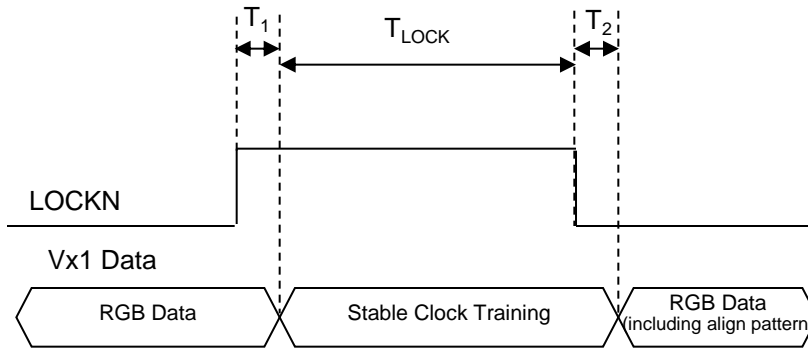 T1
TLOCK
T2
LOCKN
Vx1 Data
RGB Data
Stable Clock Training
RGB Data
(including align pattern